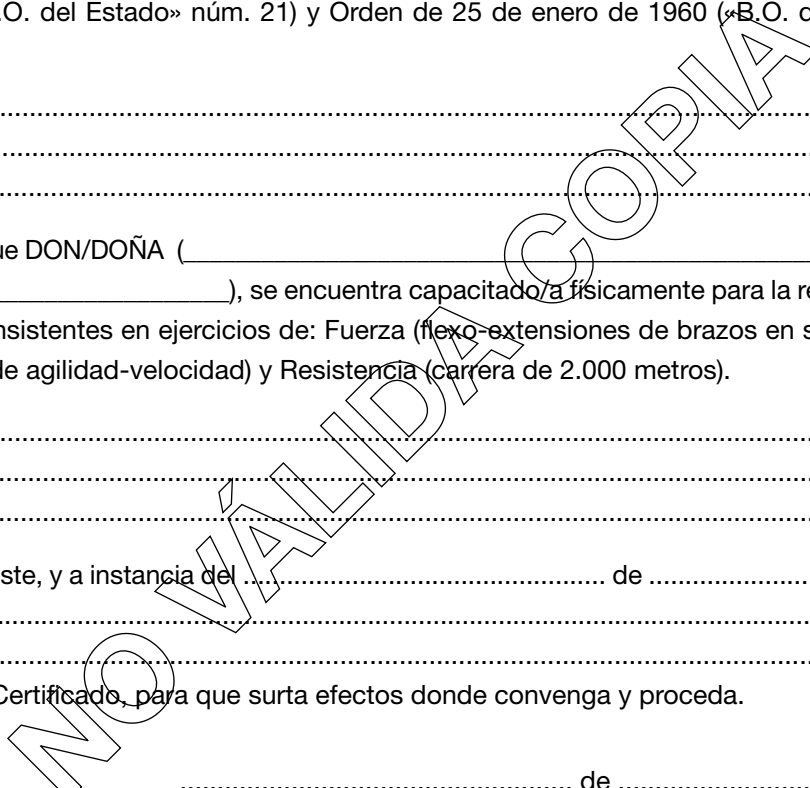 .O. del Estado» núm. 21) y Orden de 25 de enero de 1960 («B.O. d
ue DON/DOÑA (
), se encuentra capacitado/a físicamente para la re
nsistentes en ejercicios de: Fuerza (flexo-extensiones de brazos en s
de agilidad-velocidad) y Resistencia (carrera de 2.000 metros).
ste, y a instancia del ........................................................ de ........................
Certificado, para que surta efectos donde convenga y proceda.
............................................................ de ..............................
NO VÁLIDA COPIA